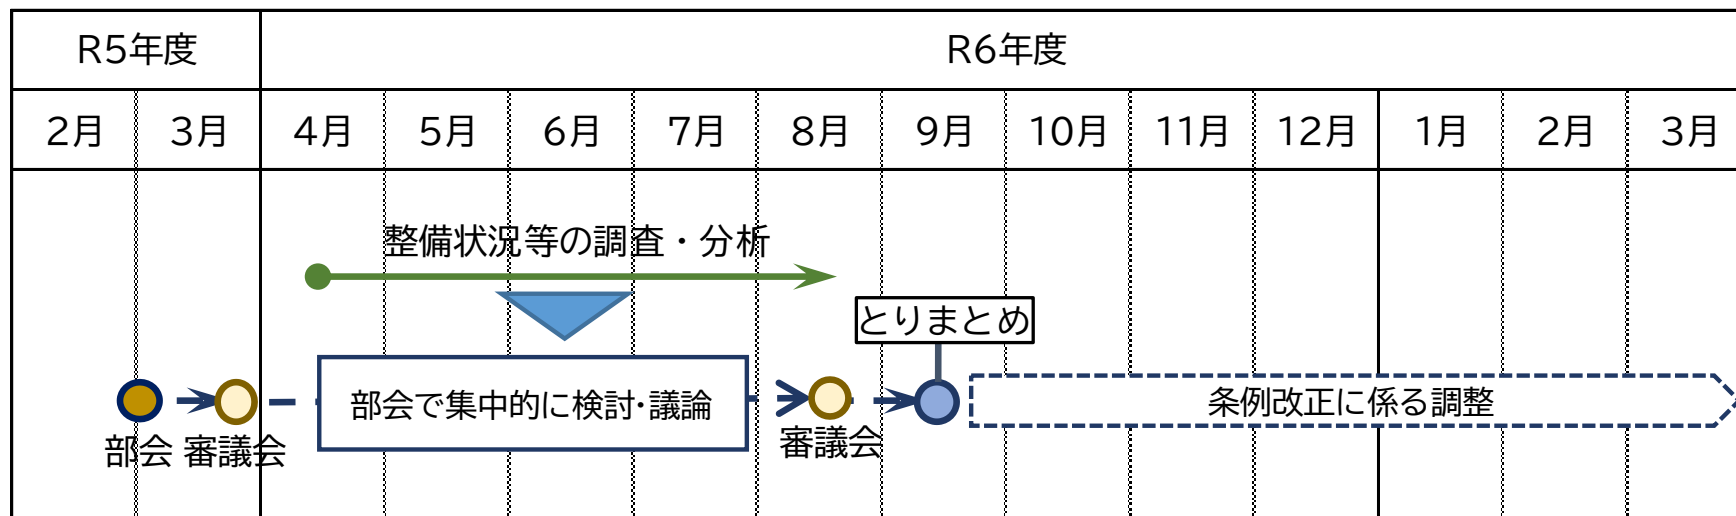 R5年度 R6年度
2月 3月 4月 5月 6月 7月 8月 9月 10月 11月 12月 1月 2月 3月
整備状況等の調査・分析
とりまとめ
部会で集中的に検討・議論
条例改正に係る調整
部会 審議会
審議会